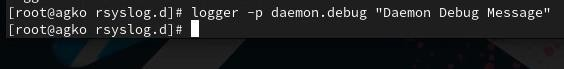 [root@agko rsyslog.d]# logger -p daemon.debug "Daemon Debug Message"
[root@agko rsyslog.d]#